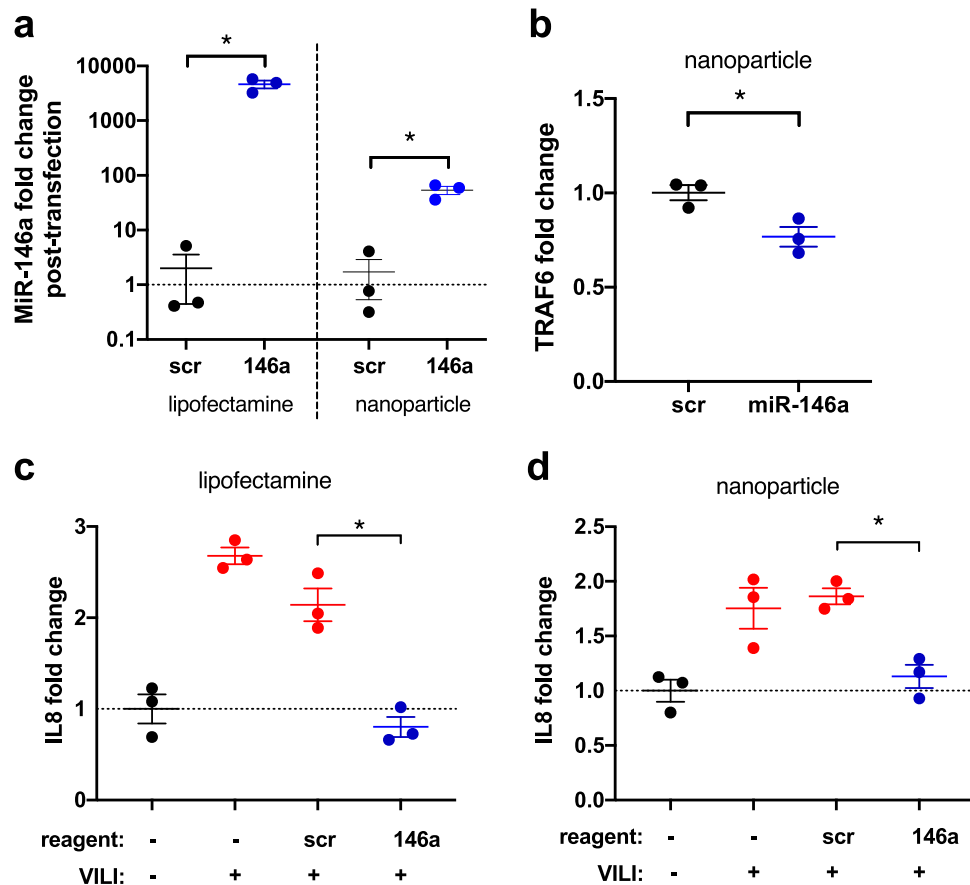 a
MiR-146a fold change
post-transfection
10000
1000
100
10
1
0.1
*
*
scr
146a
scr
146a
lipofectamine
nanoparticle
b
nanoparticle
TRAF6 fold change
1.5
1.0
0.5
0.0
*
scr
miR-146a
c
lipofectamine
IL8 fold change
3
2
1
0
*
reagent: - - scr 146a
VILI: - + + +
d
nanoparticle
IL8 fold change
2.5
2.0
1.5
1.0
0.5
0.0
*
reagent: - - scr 146a
VILI: - + + +